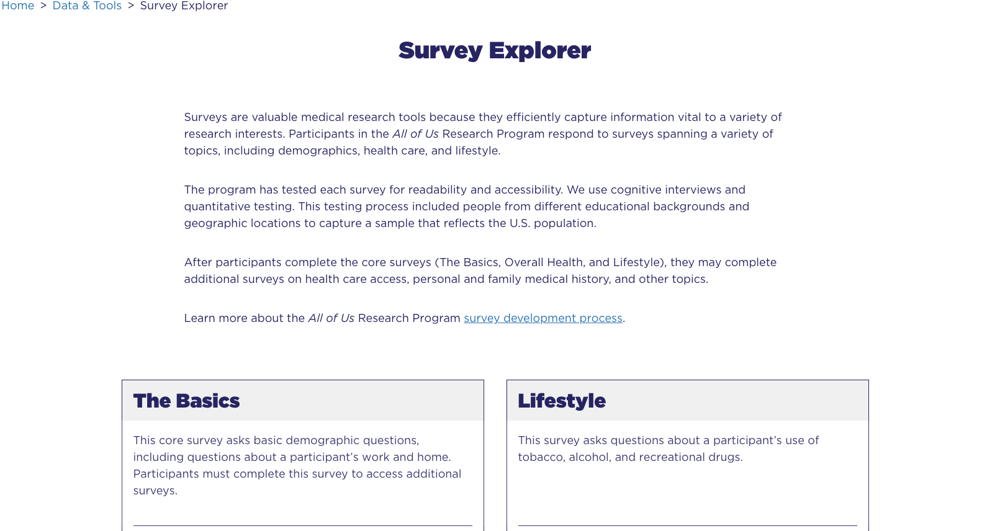 Home > Data & Tools > Survey Explorer
Survey Explorer
Surveys are valuable medical research tools because they efficiently capture information vital to a variety of
research interests. Participants in the All of Us Research Program respond to surveys spanning a variety of
topics, including demographics, health care, and lifestyle.
The program has tested each survey for readability and accessibility. We use cognitive interviews and
quantitative testing. This testing process included people from different educational backgrounds and
geographic locations to capture a sample that reflects the U.S. population.
After participants complete the core surveys (The Basics, Overall Health, and Lifestyle), they may complete
additional surveys on health care access, personal and family medical history, and other topics.
Learn more about the All of Us Research Program survey development process.
The Basics
This core survey asks basic demographic questions,
including questions about a participant’s work and home.
Participants must complete this survey to access additional
surveys.
Lifestyle
This survey asks questions about a participant’s use of
tobacco, alcohol, and recreational drugs.